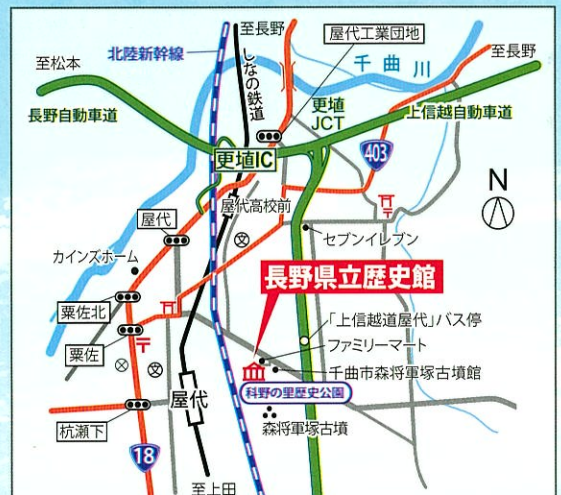 至長野
屋代工業団地
北陸新幹線
至松本
しなの鉄道
千曲川
至長野
長野自動車道
更埴
JCT
上信越自動車道
更埴IC
403
N
屋代高校前
屋代
文
セブンイレブン
カインズホーム
長野県立歴史館
粟佐北
「上信越道屋代」バス停
粟佐
ファミリーマート
文
千曲市森将軍塚古墳館
屋代
科野の里歴史公園
杭瀬下
森将軍塚古墳
18
至上田